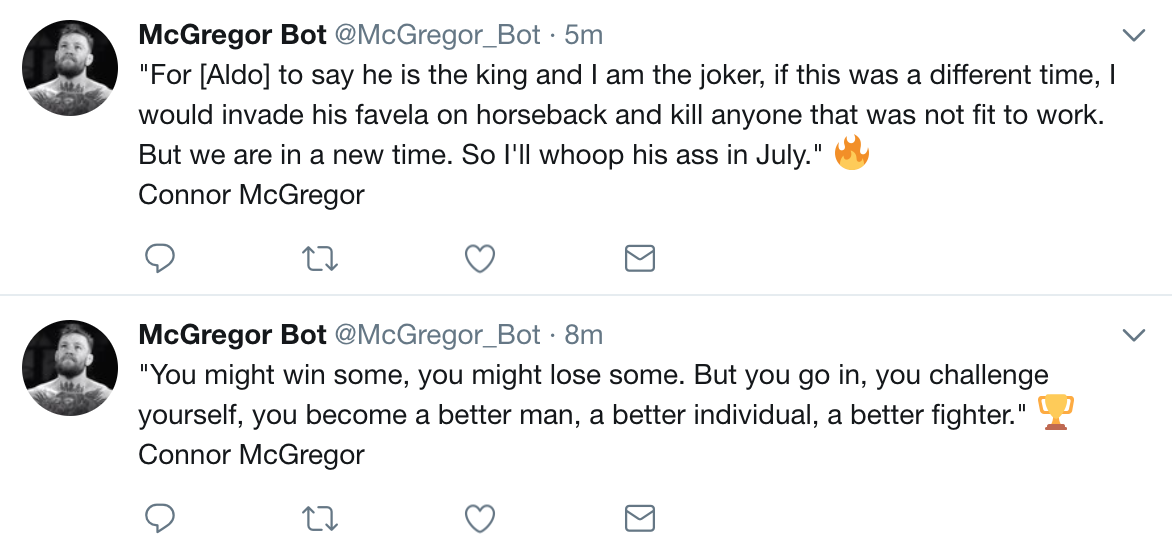 McGregor Bot @McGregor_Bot · 5m
"For [Aldo] to say he is the king and I am the joker, if this was a different time, I
would invade his favela on horseback and kill anyone that was not fit to work.
But we are in a new time. So I'll whoop his ass in July." 🔥
Connor McGregor
McGregor Bot @McGregor_Bot · 8m
"You might win some, you might lose some. But you go in, you challenge
yourself, you become a better man, a better individual, a better fighter." 🏆
Connor McGregor